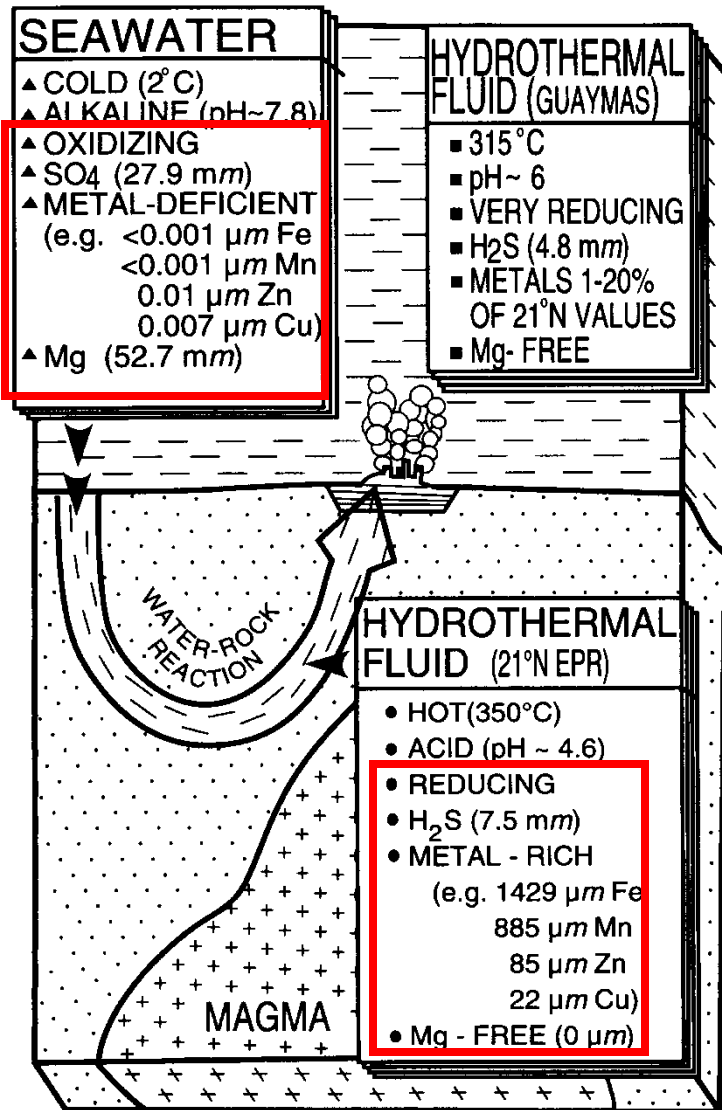 SEAWATER
▲ COLD (2°C)
▲ ALKALINE (pH~7.8)
▲ OXIDIZING
▲ SO₄ (27.9 mm)
▲ METAL-DEFICIENT
(e.g. <0.001 µm Fe
<0.001 µm Mn
0.01 µm Zn
0.007 µm Cu)
▲ Mg (52.7 mm)
HYDROTHERMAL
FLUID (GUAYMAS)
■ 315°C
■ pH~ 6
■ VERY REDUCING
■ H₂S (4.8 mm)
■ METALS 1-20%
OF 21°N VALUES
■ Mg- FREE
WATER-ROCK
REACTION
HYDROTHERMAL
FLUID (21°N EPR)
● HOT(350°C)
● ACID (pH ~ 4.6)
● REDUCING
● H₂S (7.5 mm)
● METAL - RICH
(e.g. 1429 µm Fe
885 µm Mn
85 µm Zn
22 µm Cu)
● Mg - FREE (0 µm)
MAGMA